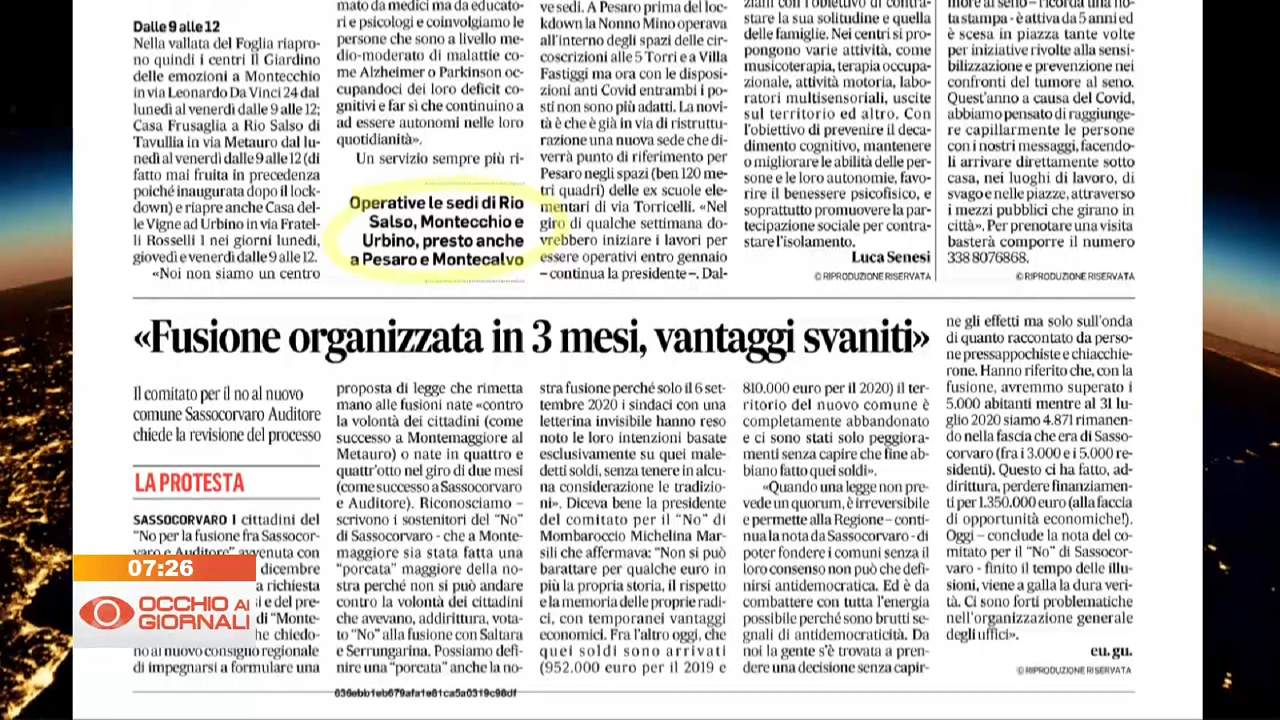 Dalle 9 alle 12
Nella vallata del Foglia riapro-
no quindi i centri Il Giardino
delle emozioni a Montecchio
in via Leonardo Da Vinci 24 dal
lunedì al venerdì dalle 9 alle 12;
Casa Frusaglia a Rio Salso di
Tavullia in via Metauro dal lu-
nedì al venerdì dalle 9 alle 12 (di
fatto mai fruita in precedenza
poiché inaugurata dopo il lock-
down) e riapre anche Casa del-
le Vigne ad Urbino in via Fratel-
li Rosselli 1 nei giorni lunedì,
giovedì e venerdì dalle 9 alle 12.
«Noi non siamo un centro
mato da medici ma da educato-
ri e psicologi e coinvolgiamo le
persone che sono a livello me-
dio-moderato di malattie co-
me Alzheimer o Parkinson oc-
cupandoci dei loro deficit co-
gnitivi e far sì che continuino a
ad essere autonomi nelle loro
quotidianità».
Un servizio sempre più ri-
Operative le sedi di Rio
Salso, Montecchio e
Urbino, presto anche
a Pesaro e Montecalvo
ve sedi. A Pesaro prima del loc-
kdown la Nonno Mino operava
all'interno degli spazi delle cir-
coscrizioni alle 5 Torri e a Villa
Fastiggi ma ora con le disposi-
zioni anti Covid entrambi i po-
sti non sono più adatti. La novi-
tà è che è già in via di ristruttu-
razione una nuova sede che di-
verrà punto di riferimento per
Pesaro negli spazi (ben 120 me-
tri quadri) delle ex scuole ele-
mentari di via Torricelli. «Nel
giro di qualche settimana do-
vrebbero iniziare i lavori per
essere operativi entro gennaio
– continua la presidente –. Dal-
ziani con l'obiettivo di contra-
stare la sua solitudine e quella
delle famiglie. Nei centri si pro-
pongono varie attività, come
musicoterapia, terapia occupa-
zionale, attività motoria, labo-
ratori multisensoriali, uscite
sul territorio ed altro. Con
l'obiettivo di prevenire il deca-
dimento cognitivo, mantenere
o migliorare le abilità delle per-
sone e le loro autonomie, favo-
rire il benessere psicofisico, e
soprattutto promuovere la par-
tecipazione sociale per contra-
stare l'isolamento.
Luca Senesi
© RIPRODUZIONE RISERVATA
more al seno – ricorda una no-
ta stampa - è attiva da 5 anni ed
è scesa in piazza tante volte
per iniziative rivolte alla sensi-
bilizzazione e prevenzione nei
confronti del tumore al seno.
Quest'anno a causa del Covid,
abbiamo pensato di raggiunge-
re capillarmente le persone
con i nostri messaggi, facendo-
li arrivare direttamente sotto
casa, nei luoghi di lavoro, di
svago e nelle piazze, attraverso
i mezzi pubblici che girano in
città». Per prenotare una visita
basterà comporre il numero
338 8076868.
© RIPRODUZIONE RISERVATA
«Fusione organizzata in 3 mesi, vantaggi svaniti»
Il comitato per il no al nuovo
comune Sassocorvaro Auditore
chiede la revisione del processo
LA PROTESTA
SASSOCORVARO I cittadini del
"No per la fusione fra Sassocor-
varo e Auditore" avvenuta con
dicembre
a richiesta
i e del pre-
di "Monte-
he chiedo-
no al nuovo consiglio regionale
di impegnarsi a formulare una
proposta di legge che rimetta
mano alle fusioni nate «contro
la volontà dei cittadini (come
successo a Montemaggiore al
Metauro) o nate in quattro e
quattr'otto nel giro di due mesi
(come successo a Sassocorvaro
e Auditore). Riconosciamo –
scrivono i sostenitori del "No"
di Sassocorvaro - che a Monte-
maggiore sia stata fatta una
"porcata" maggiore della no-
stra perché non si può andare
contro la volontà dei cittadini
che avevano, addirittura, vota-
to "No" alla fusione con Saltara
e Serrungarina. Possiamo defi-
nire una "porcata" anche la no-
stra fusione perché solo il 6 set-
tembre 2020 i sindaci con una
letterina invisibile hanno reso
noto le loro intenzioni basate
esclusivamente su quei male-
detti soldi, senza tenere in alcu-
na considerazione le tradizio-
ni». Diceva bene la presidente
del comitato per il "No" di
Mombaroccio Michelina Mar-
sili che affermava: "Non si può
barattare per qualche euro in
più la propria storia, il rispetto
e la memoria delle proprie radi-
ci, con temporanei vantaggi
economici. Fra l'altro oggi, che
quei soldi sono arrivati
(952.000 euro per il 2019 e
810.000 euro per il 2020) il ter-
ritorio del nuovo comune è
completamente abbandonato
e ci sono stati solo peggiora-
menti senza capire che fine ab-
biano fatto quei soldi».
«Quando una legge non pre-
vede un quorum, è irreversibile
e permette alla Regione – conti-
nua la nota da Sassocorvaro - di
poter fondere i comuni senza il
loro consenso non può che defi-
nirsi antidemocratica. Ed è da
combattere con tutta l'energia
possibile perché sono brutti se-
gnali di antidemocraticità. Da
noi la gente s'è trovata a pren-
dere una decisione senza capir-
ne gli effetti ma solo sull'onda
di quanto raccontato da perso-
ne pressappochiste e chiacchie-
rone. Hanno riferito che, con la
fusione, avremmo superato i
5.000 abitanti mentre al 31 lu-
glio 2020 siamo 4.871 rimanen-
do nella fascia che era di Sasso-
corvaro (fra i 3.000 e i 5.000 re-
sidenti). Questo ci ha fatto, ad-
dirittura, perdere finanziamen-
ti per 1.350.000 euro (alla faccia
di opportunità economiche!).
Oggi – conclude la nota del co-
mitato per il "No" di Sassocor-
varo - finito il tempo delle illu-
sioni, viene a galla la dura veri-
tà. Ci sono forti problematiche
nell'organizzazione generale
degli uffici».
eu. gu.
© RIPRODUZIONE RISERVATA
07:26
OCCHIO AI
GIORNALI
636ebb1eb679afa1e81ca5a0319c98df